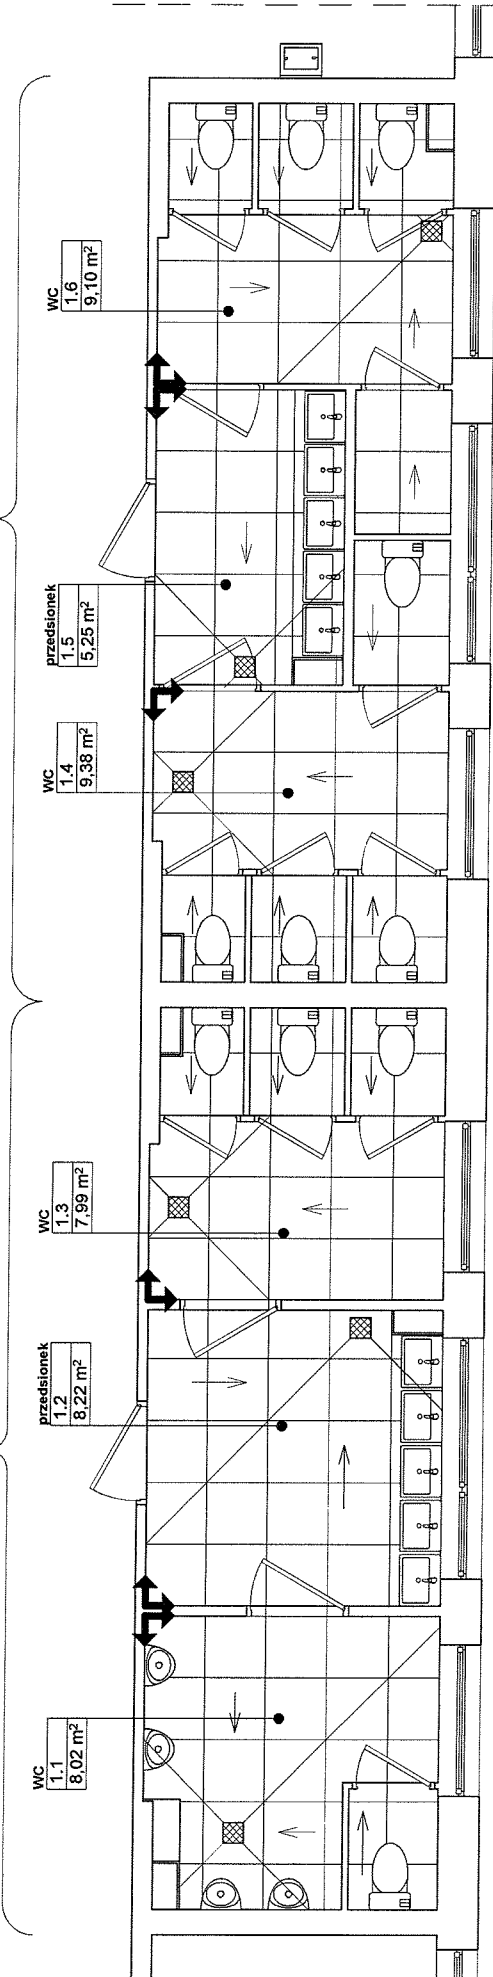 WC
1.6
9,10 m²
przedsionek
1.5
5,25 m²
WC
1.4
9,38 m²
WC
1.3
7,99 m²
przedsionek
1.2
8,22 m²
WC
1.1
8,02 m²